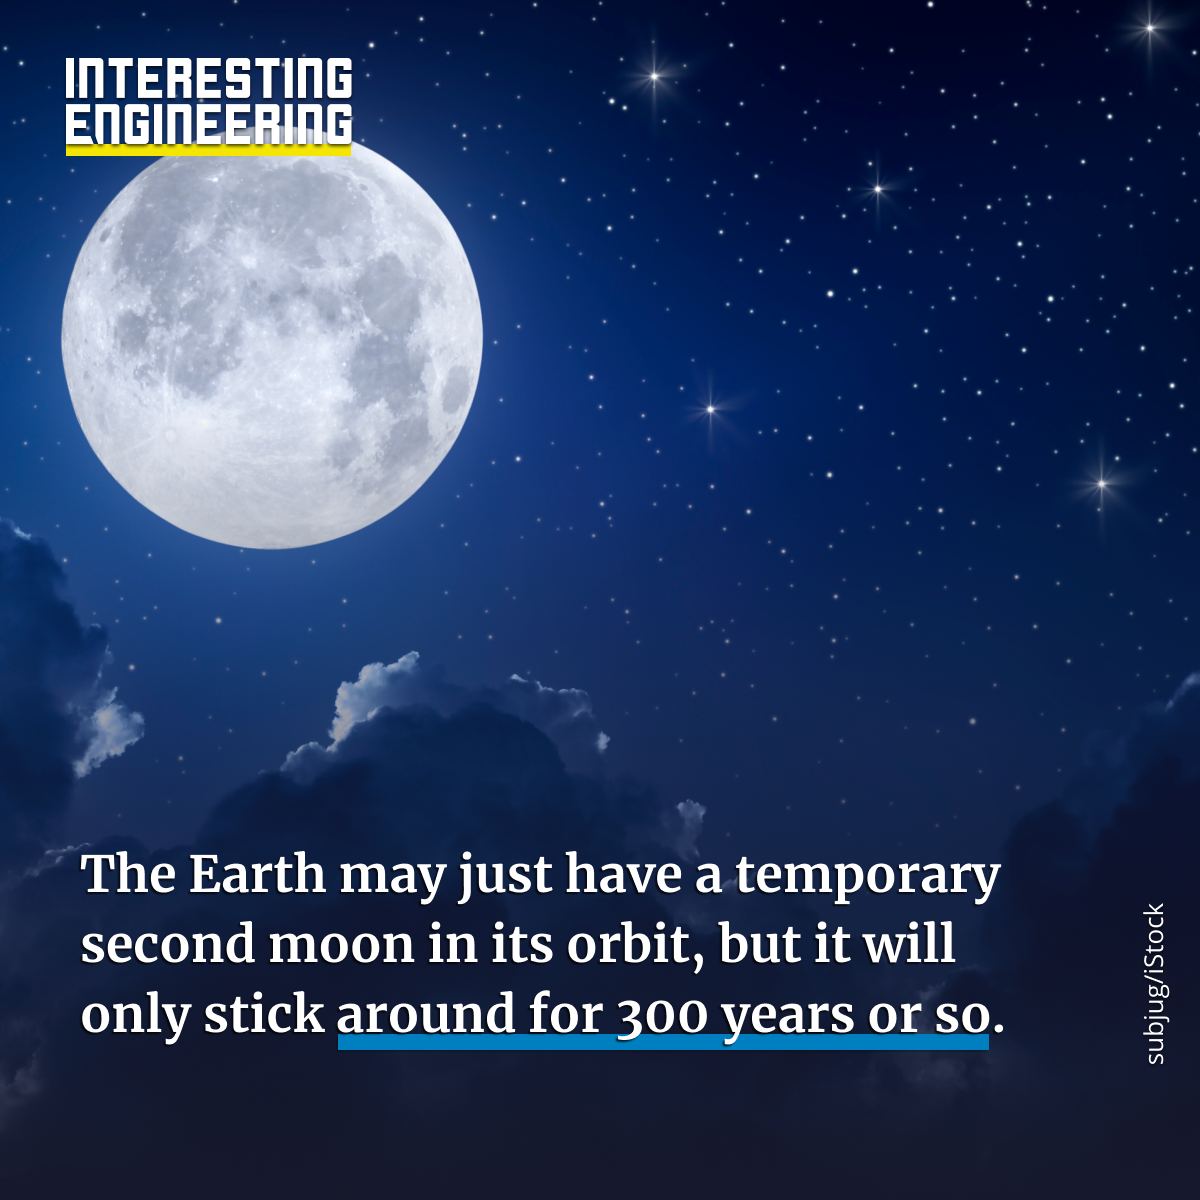 INTERESTING
ENGINEERING
The Earth may just have a temporary
second moon in its orbit, but it will
only stick around for 300 years or so.
subjug/iStock